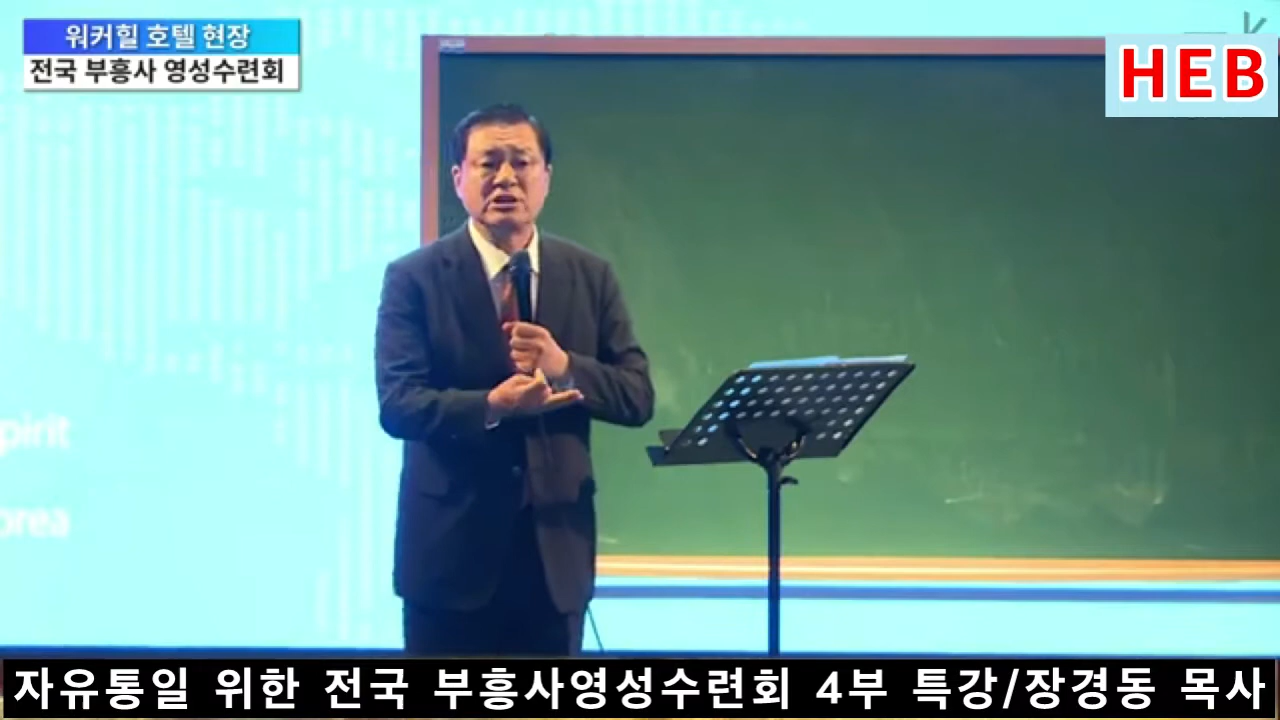 워커힐 호텔 현장
전국 부흥사 영성수련회
HEB
pirit
orea
자유통일 위한 전국 부흥사영성수련회 4부 특강/장경동 목사